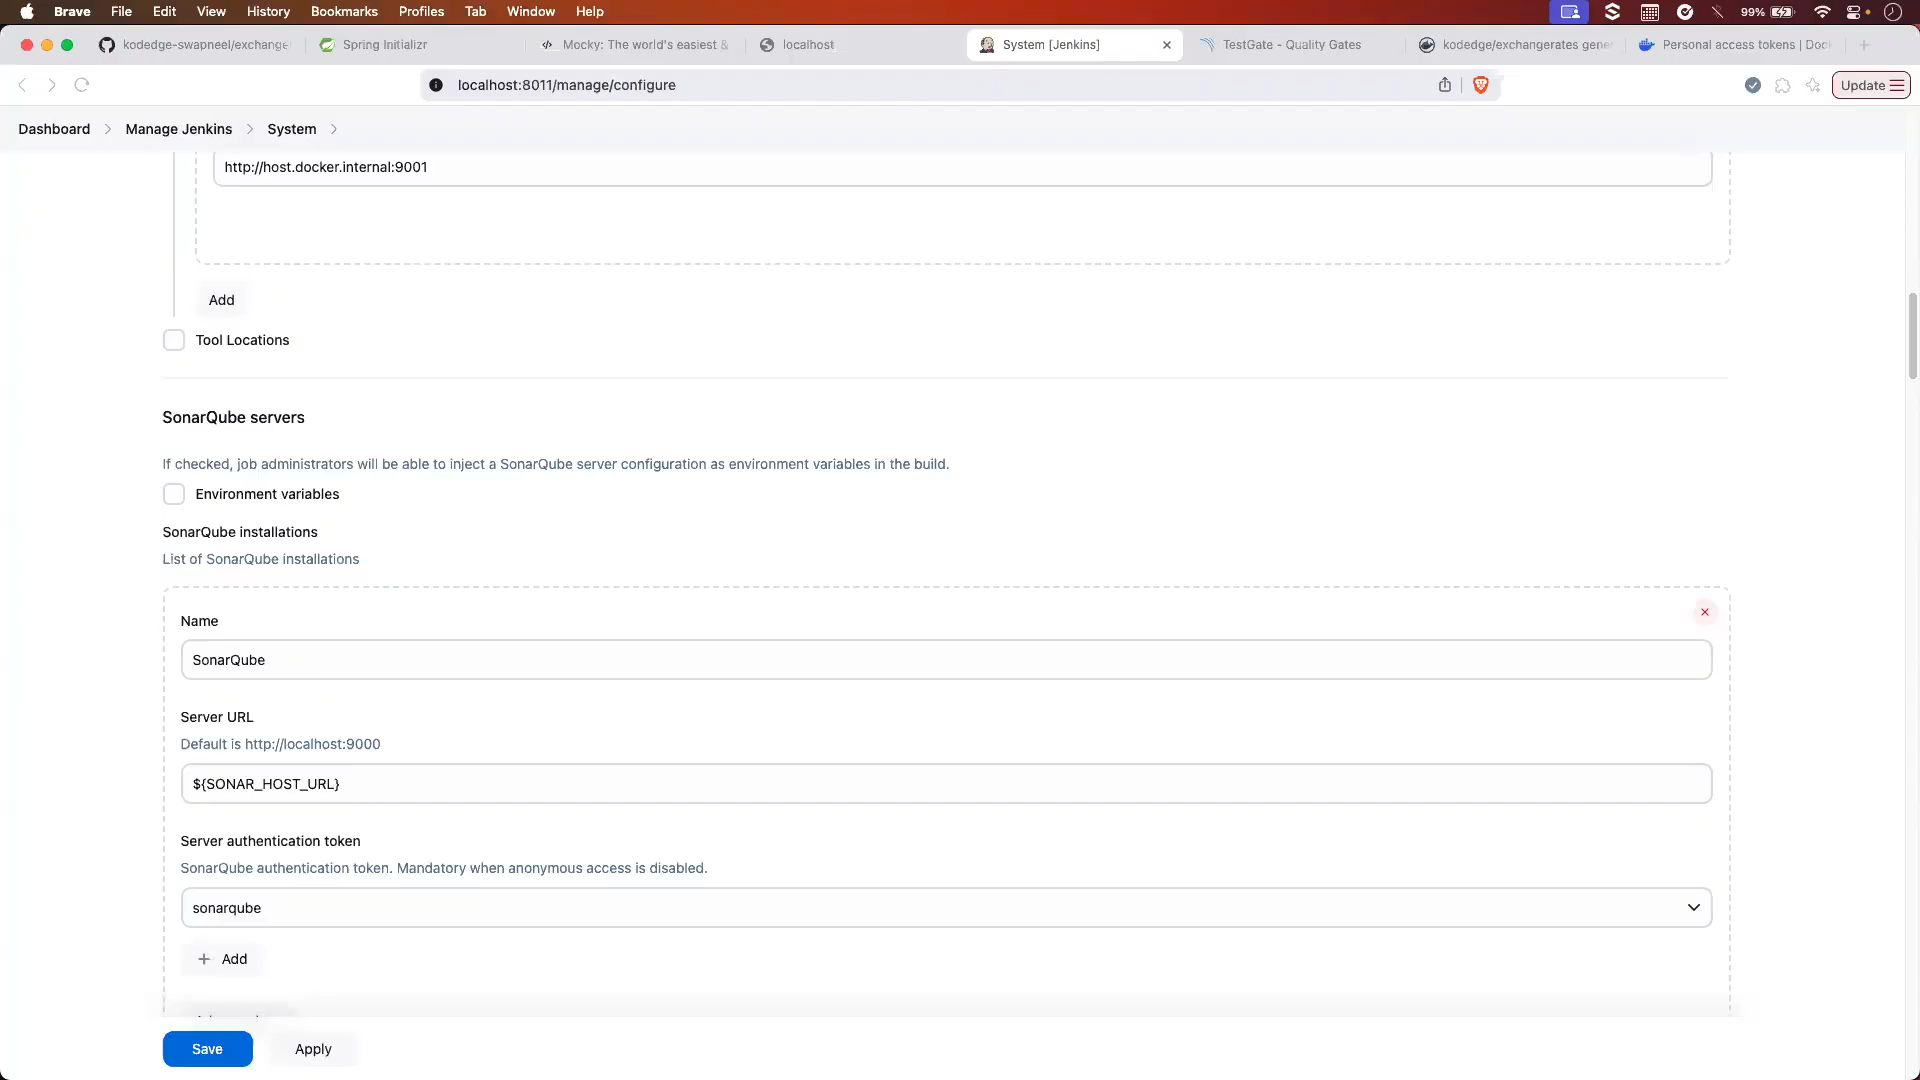 Brave File Edit View History Bookmarks Profiles Tab Window Help 99%
kodedge-swapneel/exchange Spring Initializr Mocky: The world's easiest & localhost System [Jenkins] TestGate - Quality Gates kodedge/exchangerates gene Personal access tokens | Doc
localhost:8011/manage/configure Update
Dashboard Manage Jenkins System
http://host.docker.internal:9001
Add
Tool Locations
SonarQube servers
If checked, job administrators will be able to inject a SonarQube server configuration as environment variables in the build.
Environment variables
SonarQube installations
List of SonarQube installations
Name
SonarQube
Server URL
Default is http://localhost:9000
${SONAR_HOST_URL}
Server authentication token
SonarQube authentication token. Mandatory when anonymous access is disabled.
sonarqube
Add
Save Apply